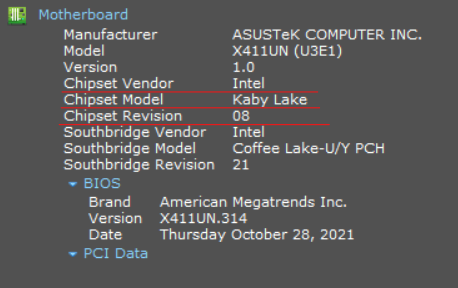 Motherboard
Manufacturer ASUSTeK COMPUTER INC.
Model X411UN (U3E1)
Version 1.0
Chipset Vendor Intel
Chipset Model Kaby Lake
Chipset Revision 08
Southbridge Vendor Intel
Southbridge Model Coffee Lake-U/Y PCH
Southbridge Revision 21
BIOS
Brand American Megatrends Inc.
Version X411UN.314
Date Thursday October 28, 2021
PCI Data